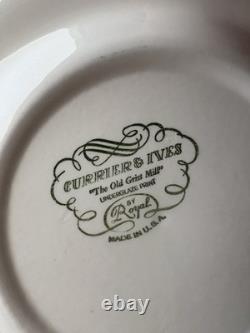 CURRIER & IVES
"The Old Grist Mill"
UNDERGLAZE PRINT
BY
Royal
MADE IN U.S.A.